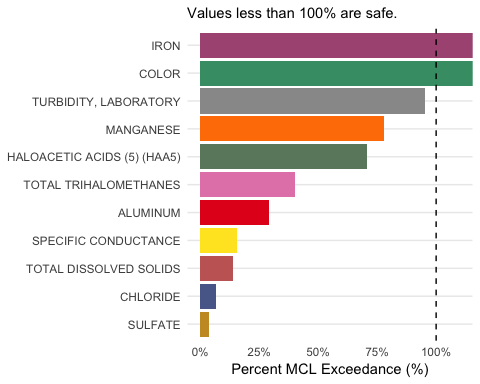 Values less than 100% are safe.
IRON
COLOR
TURBIDITY, LABORATORY
MANGANESE
HALOACETIC ACIDS (5) (HAA5)
TOTAL TRIHALOMETHANES
ALUMINUM
SPECIFIC CONDUCTANCE
TOTAL DISSOLVED SOLIDS
CHLORIDE
SULFATE
0% 25% 50% 75% 100%
Percent MCL Exceedance (%)